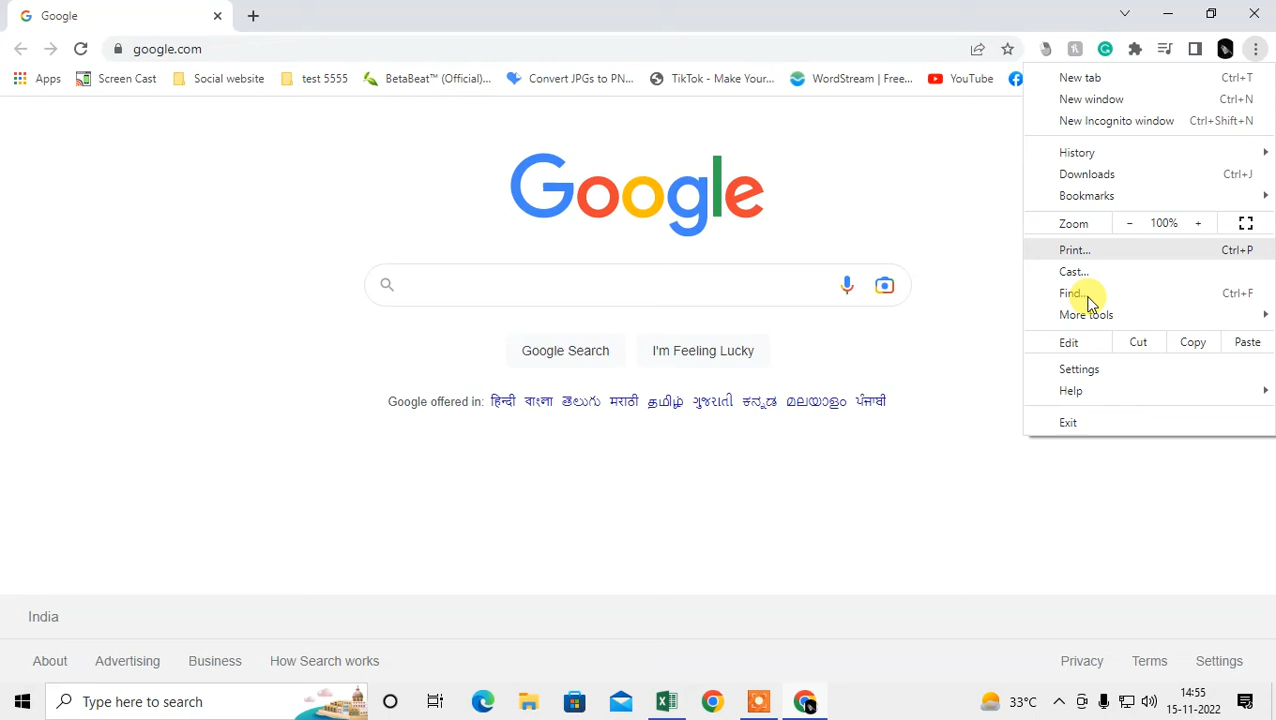 Google
google.com
Apps Screen Cast Social website test 5555 BetaBeat™ (Official)... Convert JPGs to PN... TikTok - Make Your... WordStream | Free... YouTube
New tab Ctrl+T
New window Ctrl+N
New Incognito window Ctrl+Shift+N
History
Downloads Ctrl+J
Bookmarks
Zoom - 100% +
Print... Ctrl+P
Cast...
Find... Ctrl+F
More tools
Edit Cut Copy Paste
Settings
Help
Exit
Google
Google Search I'm Feeling Lucky
Google offered in: हिन्दी বাংলা తెలుగు मराठी தமிழ் ગુજરાતી ಕನ್ನಡ മലയാളം ਪੰਜਾਬੀ
India
About Advertising Business How Search works Privacy Terms Settings
Type here to search 33°C 14:55
15-11-2022